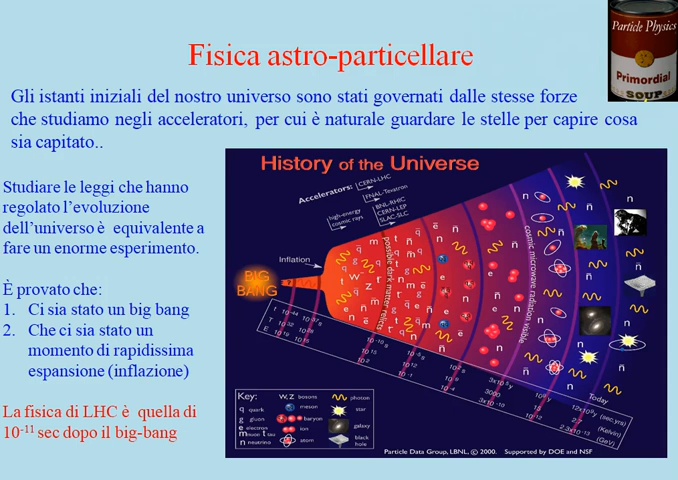 Fisica astro-particellare
Particle Physics
Primordial
SOUP
Gli istanti iniziali del nostro universo sono stati governati dalle stesse forze
che studiamo negli acceleratori, per cui è naturale guardare le stelle per capire cosa
sia capitato..
Studiare le leggi che hanno
regolato l'evoluzione
dell'universo è equivalente a
fare un enorme esperimento.
È provato che:
1. Ci sia stato un big bang
2. Che ci sia stato un
momento di rapidissima
espansione (inflazione)
La fisica di LHC è quella di
10-11 sec dopo il big-bang
History of the Universe
Accelerators:
CERN-LHC
FNAL-Tevatron
BNL-RHIC
CERN-LEP
SLAC-SLC
high-energy
cosmic rays
Inflation
BIG
BANG
possible dark matter relicts
cosmic microwave radiation visible
Today
t
T
E
Key:
q quark
g gluon
e electron
m muon t tau
n neutrino
w, z bosons
meson
baryon
ion
atom
photon
star
galaxy
black
hole
Particle Data Group, LBNL, © 2000. Supported by DOE and NSF